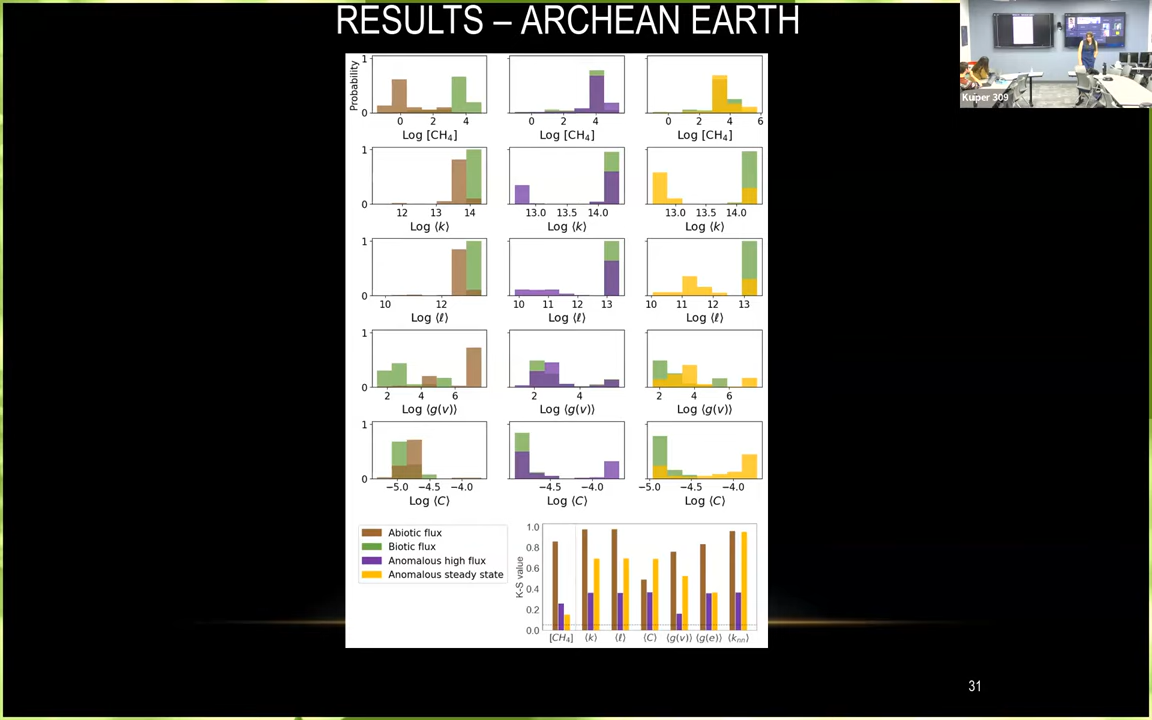 RESULTS – ARCHEAN EARTH
Kuiper 309
Probability
1
0
0 2 4
Log [CH₄]
0 2 4
Log [CH₄]
0 2 4 6
Log [CH₄]
1
0
12 13 14
Log ⟨k⟩
13.0 13.5 14.0
Log ⟨k⟩
13.0 13.5 14.0
Log ⟨k⟩
1
0
10 12
Log ⟨ℓ⟩
10 11 12 13
Log ⟨ℓ⟩
10 11 12 13
Log ⟨ℓ⟩
1
0
2 4 6
Log ⟨g(v)⟩
2 4
Log ⟨g(v)⟩
2 4 6
Log ⟨g(v)⟩
1
0
−5.0 −4.5 −4.0
Log ⟨C⟩
−4.5 −4.0
Log ⟨C⟩
−5.0 −4.5 −4.0
Log ⟨C⟩
Abiotic flux
Biotic flux
Anomalous high flux
Anomalous steady state
K-S value
1.0
0.8
0.6
0.4
0.2
0.0
[CH₄] ⟨k⟩ ⟨ℓ⟩ ⟨C⟩ ⟨g(v)⟩ ⟨g(e)⟩ ⟨kₙₙ⟩
31